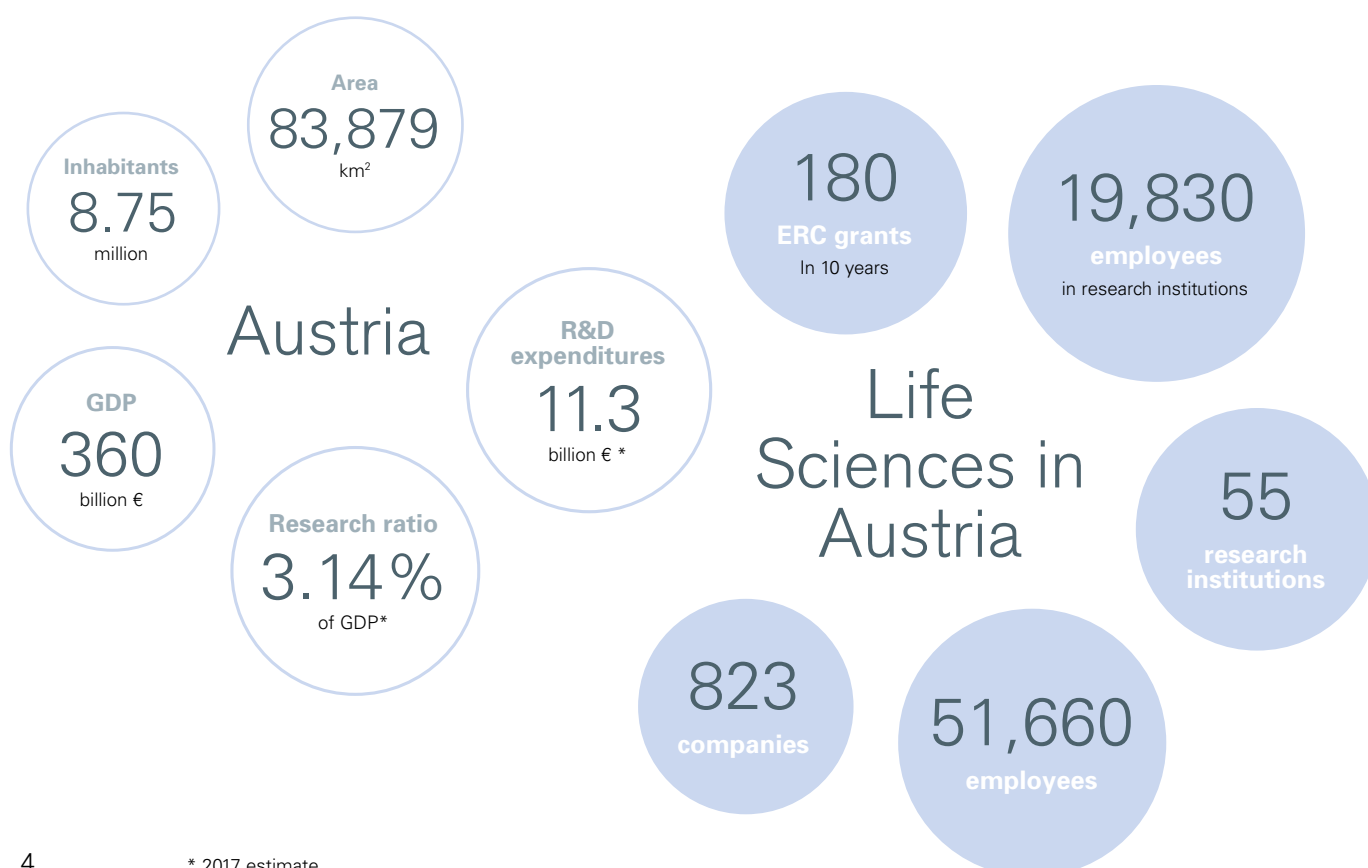 Area
83,879
km²
Inhabitants
8.75
million
Austria
R&D
expenditures
11.3
billion € *
GDP
360
billion €
Research ratio
3.14%
of GDP*
180
ERC grants
In 10 years
19,830
employees
in research institutions
Life
Sciences in
Austria
55
research
institutions
823
companies
51,660
employees
4
* 2017 estimate